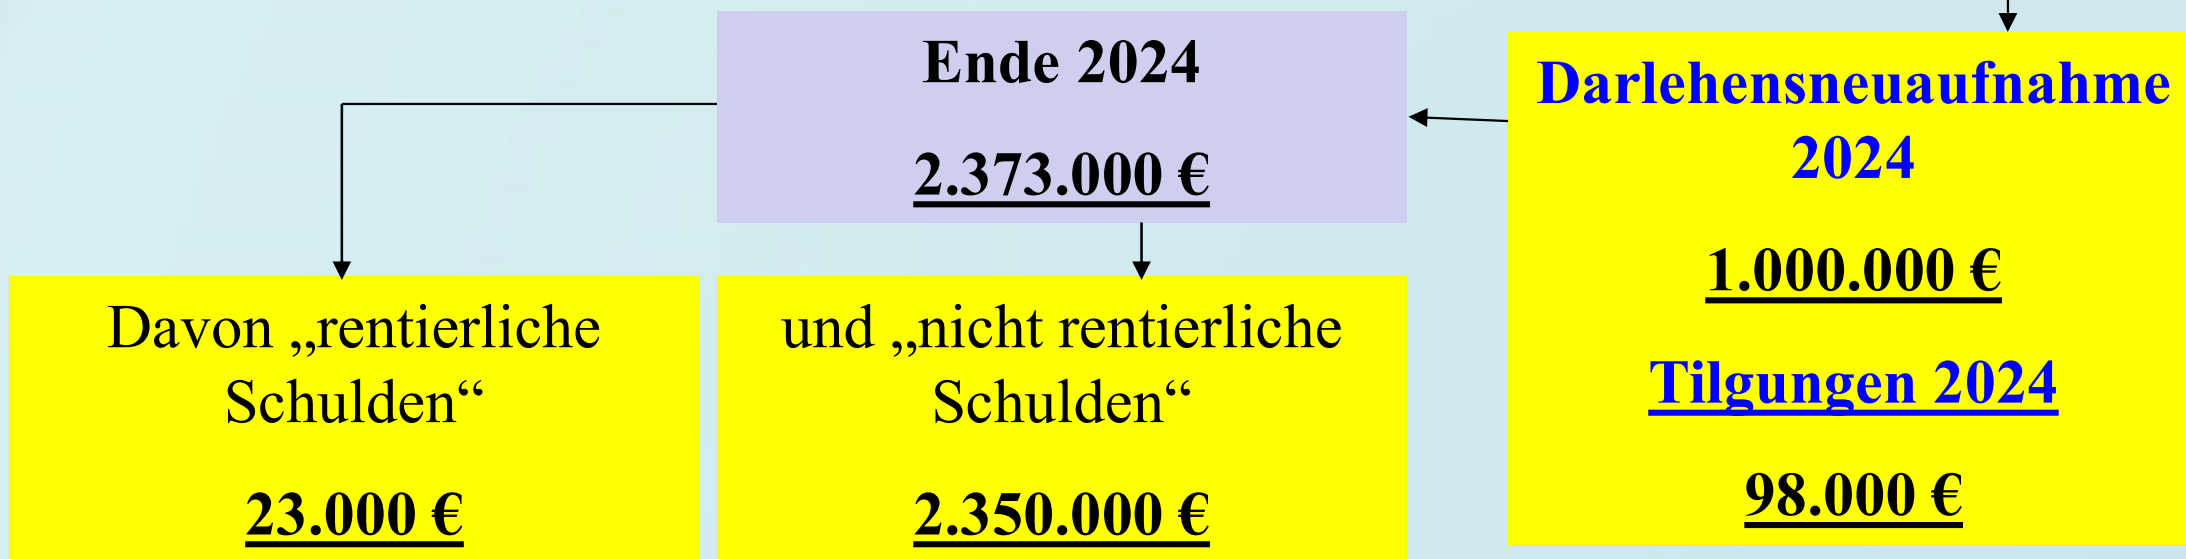 Ende 2024
2.373.000 €
Darlehensneuaufnahme
2024
1.000.000 €
Tilgungen 2024
98.000 €
Davon „rentierliche
Schulden“
23.000 €
und „nicht rentierliche
Schulden“
2.350.000 €